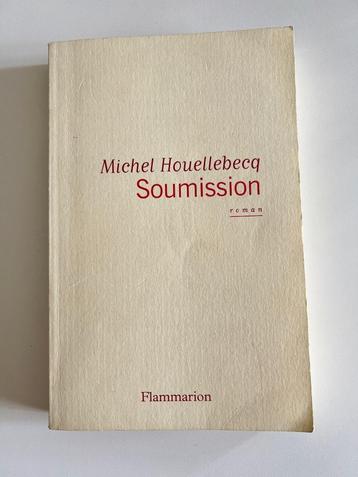 Michel Houellebecq
Soumission
roman
Flammarion